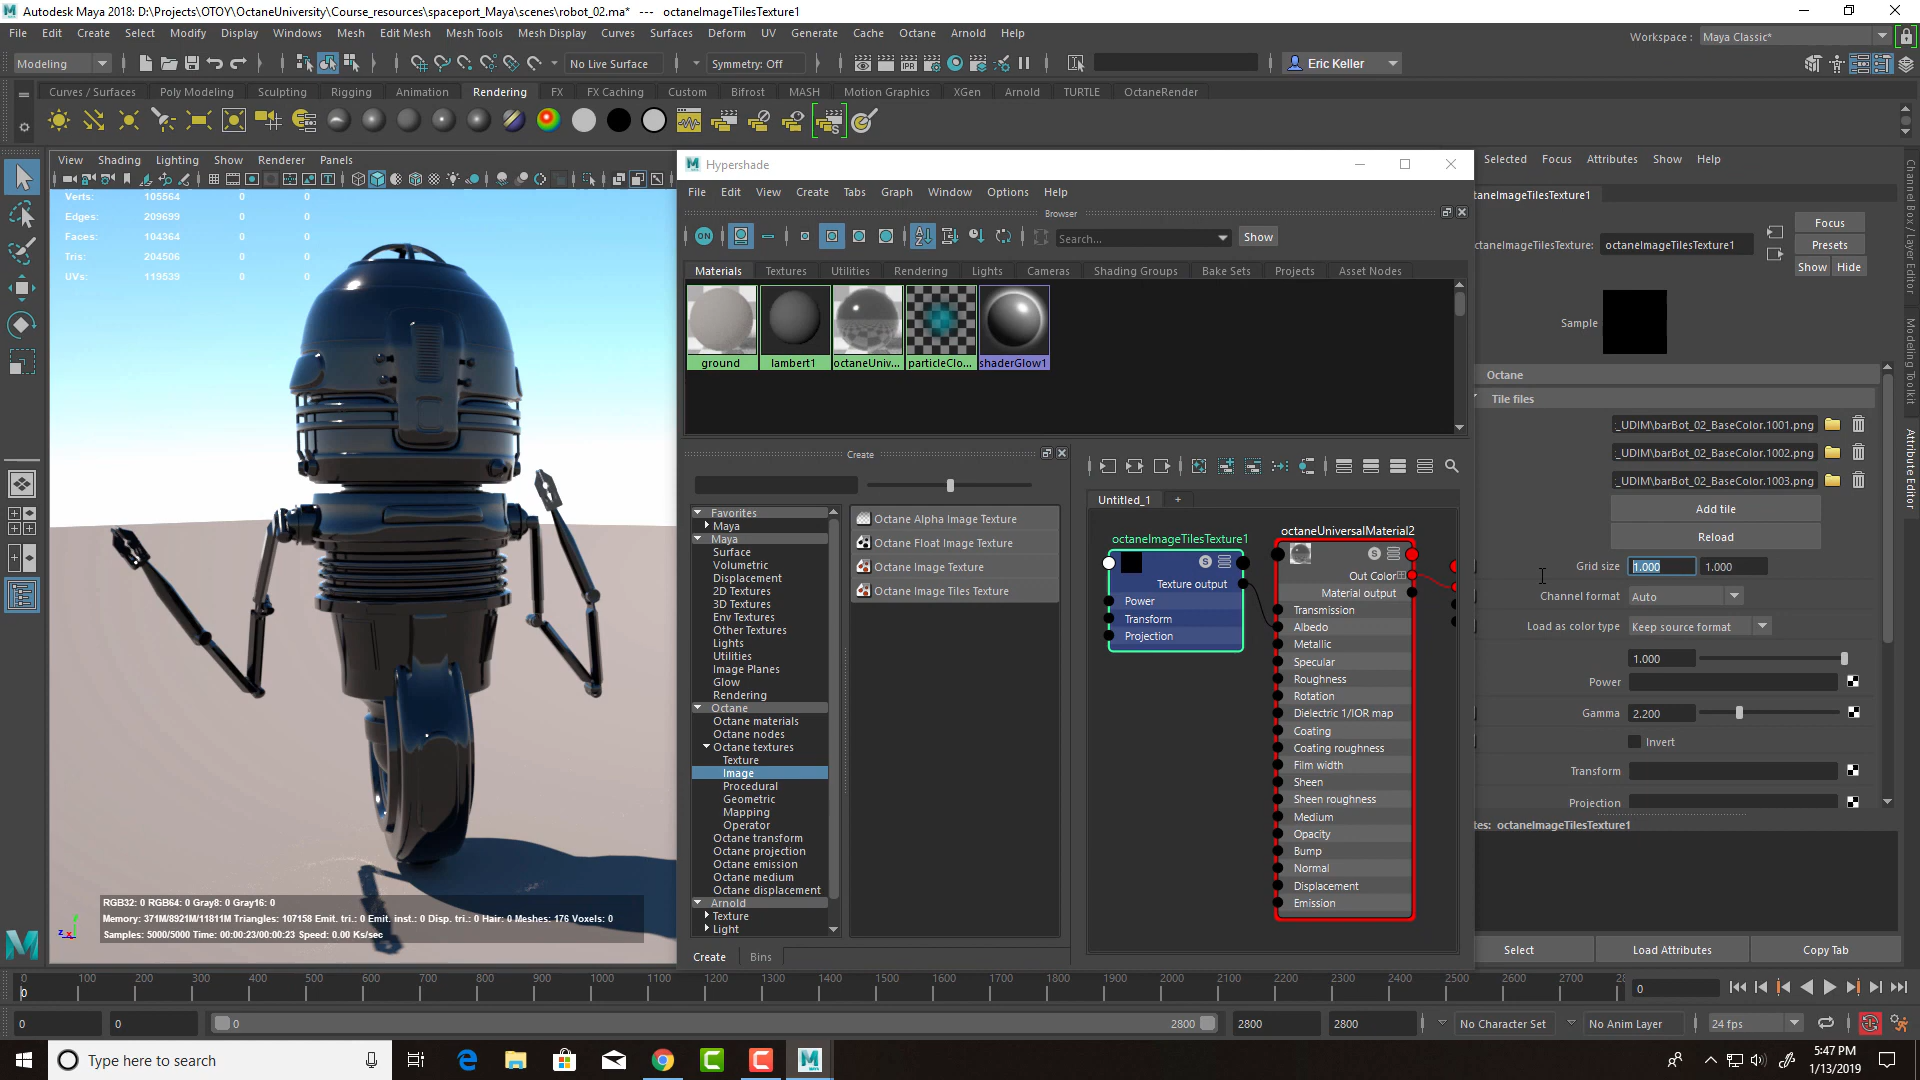 Autodesk Maya 2018: D:\Projects\OTOY\OctaneUniversity\Course_resources\spaceport_Maya\scenes\robot_02.ma* --- octaneImageTilesTexture1
File Edit Create Select Modify Display Windows Mesh Edit Mesh Mesh Tools Mesh Display Curves Surfaces Deform UV Generate Cache Octane Arnold Help
Workspace : Maya Classic*
Modeling No Live Surface Symmetry: Off Eric Keller
Curves / Surfaces Poly Modeling Sculpting Rigging Animation Rendering FX FX Caching Custom Bifrost MASH Motion Graphics XGen Arnold TURTLE OctaneRender
View Shading Lighting Show Renderer Panels
Verts: 105564 0 0
Edges: 209699 0 0
Faces: 104364 0 0
Tris: 204506 0 0
UVs: 119539 0 0
RGB32: 0 RGB64: 0 Gray8: 0 Gray16: 0
Memory: 371M/8921M/11811M Triangles: 107158 Emit. tri.: 0 Emit. inst.: 0 Disp. tri.: 0 Hair: 0 Meshes: 176 Voxels: 0
Samples: 5000/5000 Time: 00:00:23/00:00:23 Speed: 0.00 Ks/sec
Hypershade
File Edit View Create Tabs Graph Window Options Help
Browser
ON Search... Show
Materials Textures Utilities Rendering Lights Cameras Shading Groups Bake Sets Projects Asset Nodes
ground lambert1 octaneUniv... particleClo... shaderGlow1
Create
Favorites
Maya
Maya
Surface
Volumetric
Displacement
2D Textures
3D Textures
Env Textures
Other Textures
Lights
Utilities
Image Planes
Glow
Rendering
Octane
Octane materials
Octane nodes
Octane textures
Texture
Image
Procedural
Geometric
Mapping
Operator
Octane transform
Octane projection
Octane emission
Octane medium
Octane displacement
Arnold
Texture
Light
Octane Alpha Image Texture
Octane Float Image Texture
Octane Image Texture
Octane Image Tiles Texture
Create Bins
Untitled_1 +
octaneImageTilesTexture1
S
Texture output
Power
Transform
Projection
octaneUniversalMaterial2
S
Out Color
Material output
Transmission
Albedo
Metallic
Specular
Roughness
Rotation
Dielectric 1/IOR map
Coating
Coating roughness
Film width
Sheen
Sheen roughness
Medium
Opacity
Bump
Normal
Displacement
Emission
Selected Focus Attributes Show Help
ctaneImageTilesTexture1
ctaneImageTilesTexture: octaneImageTilesTexture1
Focus
Presets
Show Hide
Sample
Octane
Tile files
:_UDIM\barBot_02_BaseColor.1001.png
:_UDIM\barBot_02_BaseColor.1002.png
:_UDIM\barBot_02_BaseColor.1003.png
Add tile
Reload
Grid size 1.000 1.000
Channel format Auto
Load as color type Keep source format
1.000
Power
Gamma 2.200
Invert
Transform
Projection
tes: octaneImageTilesTexture1
Select Load Attributes Copy Tab
Channel Box / Layer Editor
Modeling Toolkit
Attribute Editor
0 100 200 300 400 500 600 700 800 900 1000 1100 1200 1300 1400 1500 1600 1700 1800 1900 2000 2100 2200 2300 2400 2500 2600 2700 28
0 0
0 0 0 2800 2800 2800 No Character Set No Anim Layer 24 fps
Type here to search
5:47 PM
1/13/2019